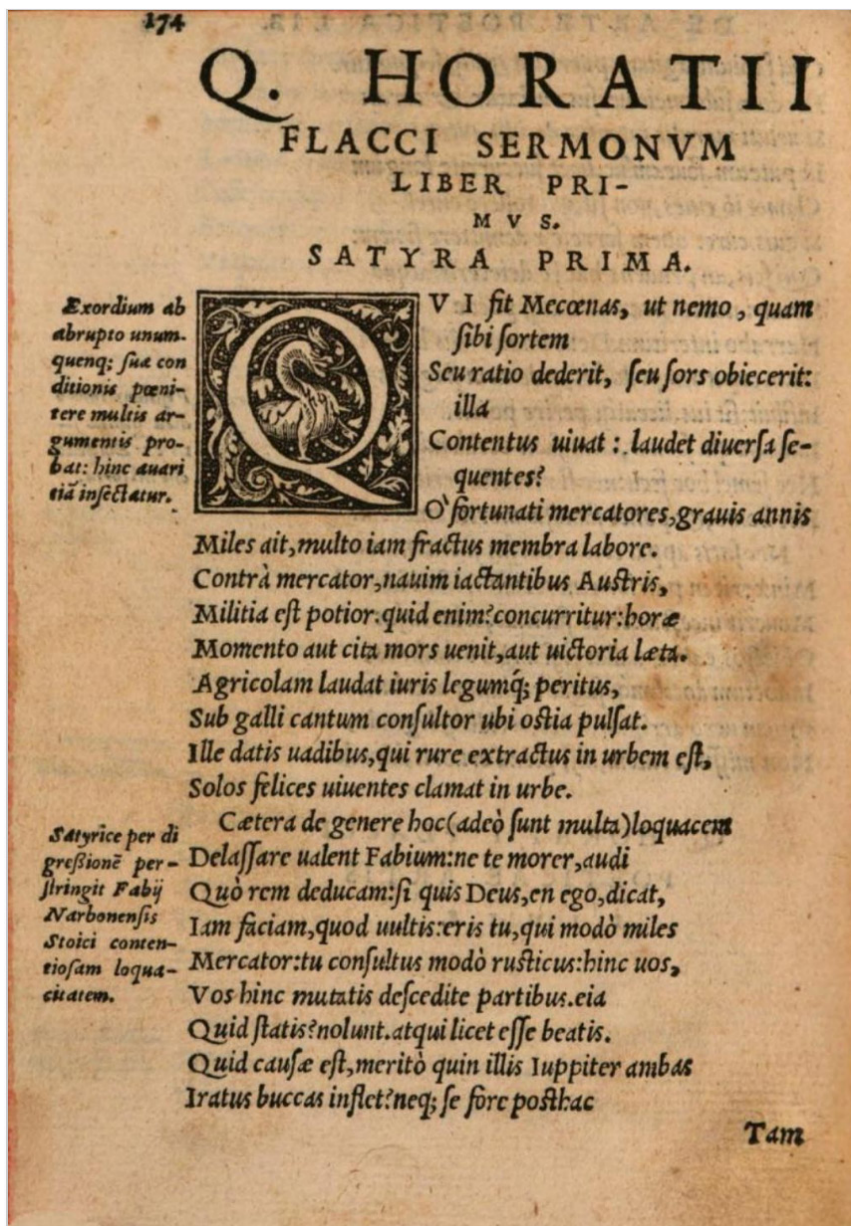 174
Q. HORATII
FLACCI SERMONVM
LIBER PRI-
MVS.
SATYRA PRIMA.
Exordium ab
abrupto unum-
quenq; suæ con
ditionis pœni-
tere multis ar-
gumentis pro-
bat: hinc auari
tiã insectatur.
QVI fit Mecœnas, ut nemo, quam
sibi sortem
Seu ratio dederit, seu sors obiecerit:
illa
Contentus uiuat: laudet diuersa se-
quentes?
O' fortunati mercatores, grauis annis
Miles ait, multo iam fractus membra labore.
Contrà mercator, nauim iactantibus Austris,
Militia est potior. quid enim? concurritur: horæ
Momento aut cita mors uenit, aut uictoria læta.
Agricolam laudat iuris legumq́; peritus,
Sub galli cantum consultor ubi ostia pulsat.
Ille datis uadibus, qui rure extractus in urbem est,
Solos felices uiuentes clamat in urbe.
Cætera de genere hoc (adeò sunt multa) loquacem
Delassare ualent Fabium: ne te morer, audi
Quò rem deducam: si quis Deus, en ego, dicat,
Iam faciam, quod uultis: eris tu, qui modò miles
Mercator: tu consultus modò rusticus: hinc uos,
Vos hinc mutatis descedite partibus. eia
Quid statis? nolunt. atqui licet esse beatis.
Quid causæ est, meritò quin illis Iuppiter ambas
Iratus buccas inflet? neq; se fore posthac
Satyrice per di
greßionẽ per-
stringit Fabij
Narbonensis
Stoici conten-
tiosam loqua-
citatem.
Tam